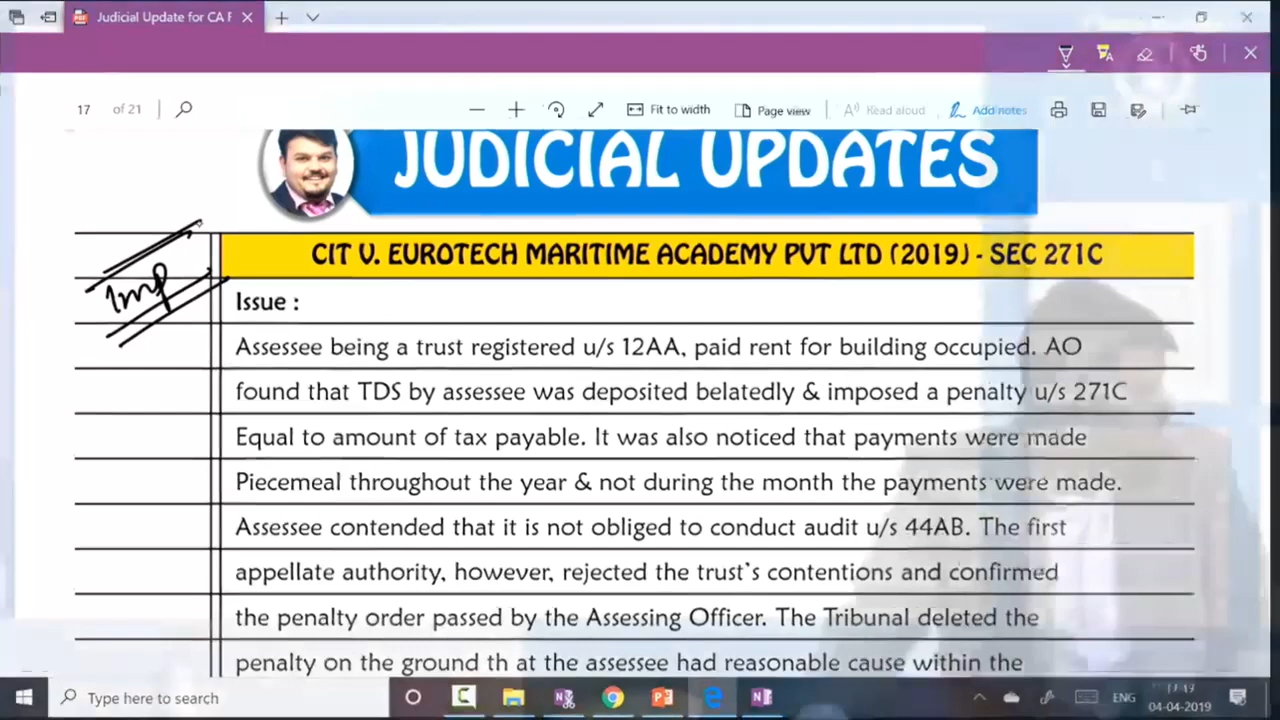 Judicial Update for CA F
17 of 21
Fit to width
Page view
Read aloud
Add notes
JUDICIAL UPDATES
Imp
CIT V. EUROTECH MARITIME ACADEMY PVT LTD (2019) - SEC 271C
Issue :
Assessee being a trust registered u/s 12AA, paid rent for building occupied. AO
found that TDS by assessee was deposited belatedly & imposed a penalty u/s 271C
Equal to amount of tax payable. It was also noticed that payments were made
Piecemeal throughout the year & not during the month the payments were made.
Assessee contended that it is not obliged to conduct audit u/s 44AB. The first
appellate authority, however, rejected the trust's contentions and confirmed
the penalty order passed by the Assessing Officer. The Tribunal deleted the
penalty on the ground th at the assessee had reasonable cause within the
Type here to search
ENG
04-04-2019